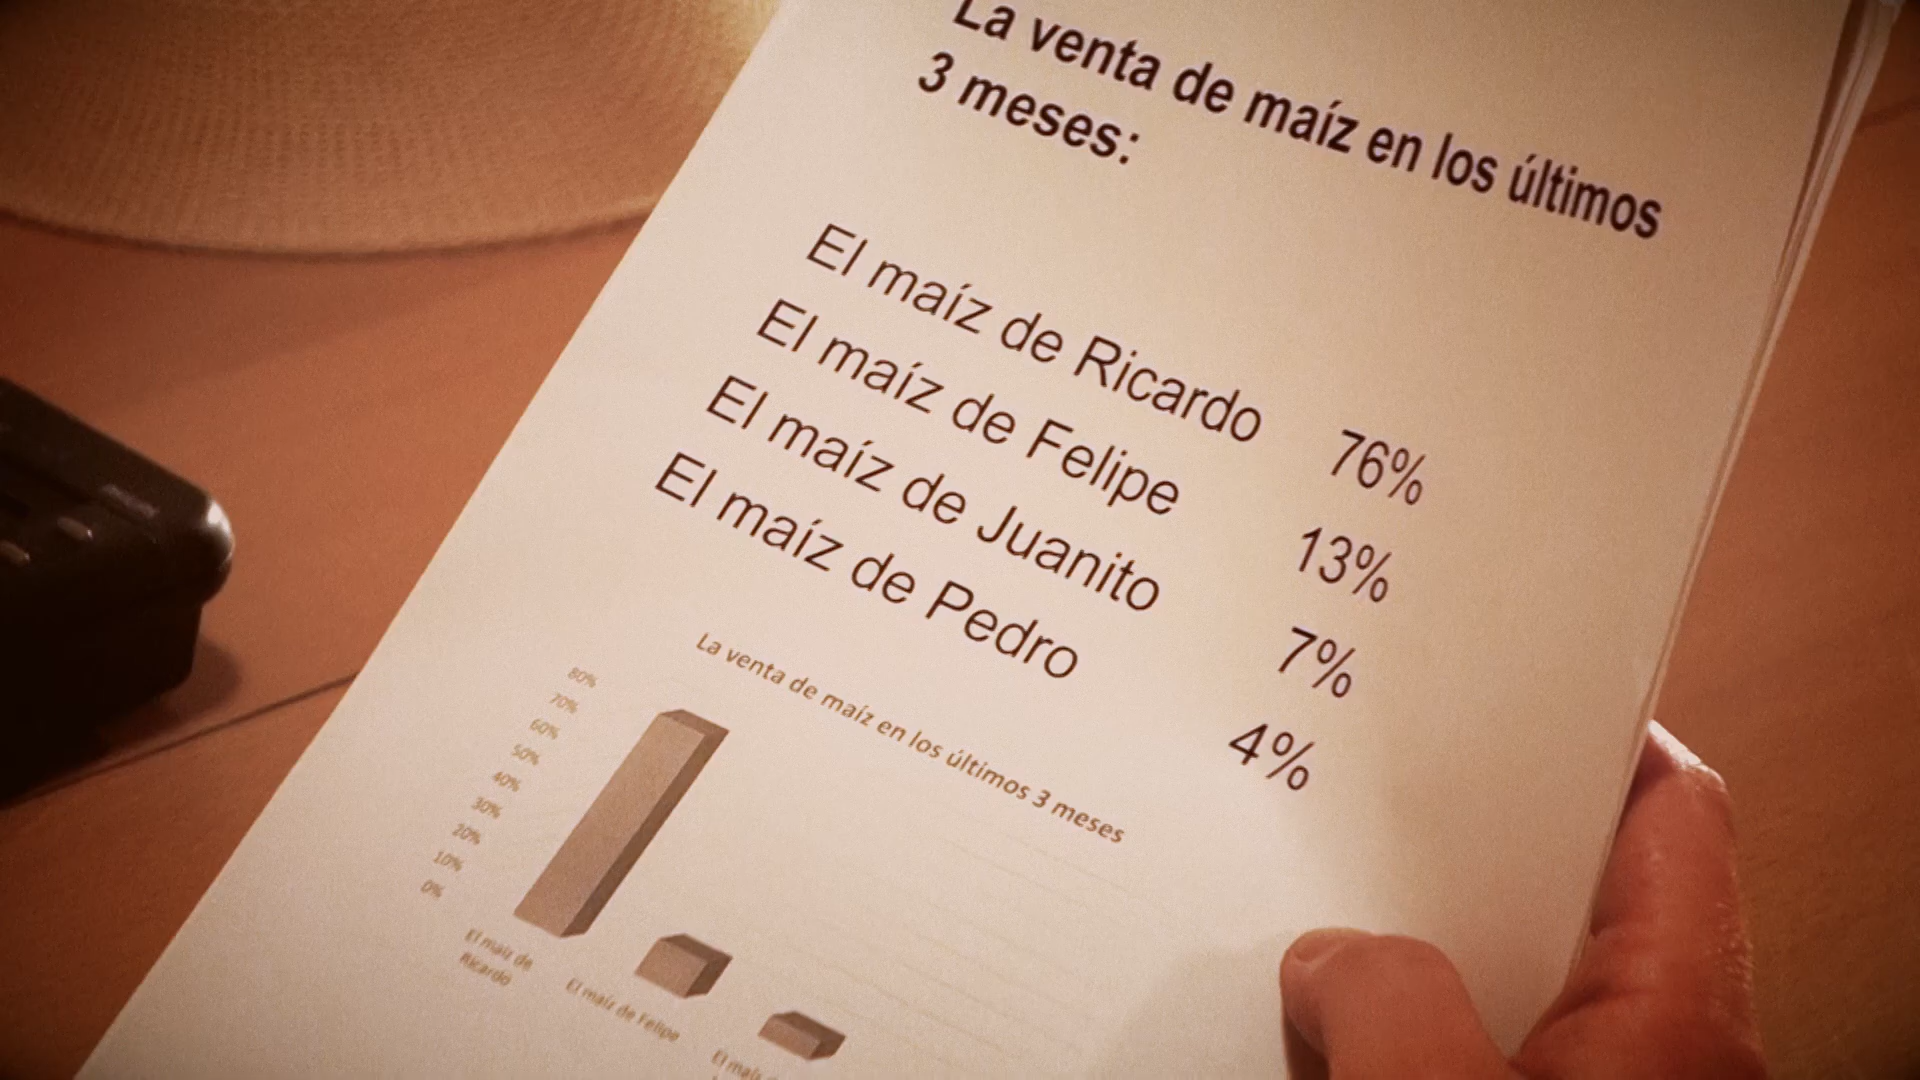 La venta de maíz en los últimos
3 meses:
El maíz de Ricardo 76%
El maíz de Felipe 13%
El maíz de Juanito 7%
El maíz de Pedro 4%
La venta de maíz en los últimos 3 meses
80%
70%
60%
50%
40%
30%
20%
10%
0%
El maíz de
Ricardo
El maíz de Felipe
El maíz